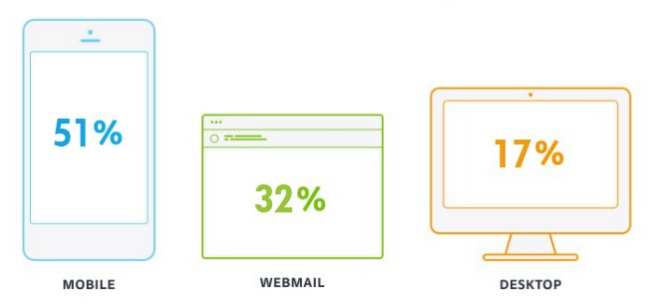 51%
32%
17%
MOBILE
WEBMAIL
DESKTOP